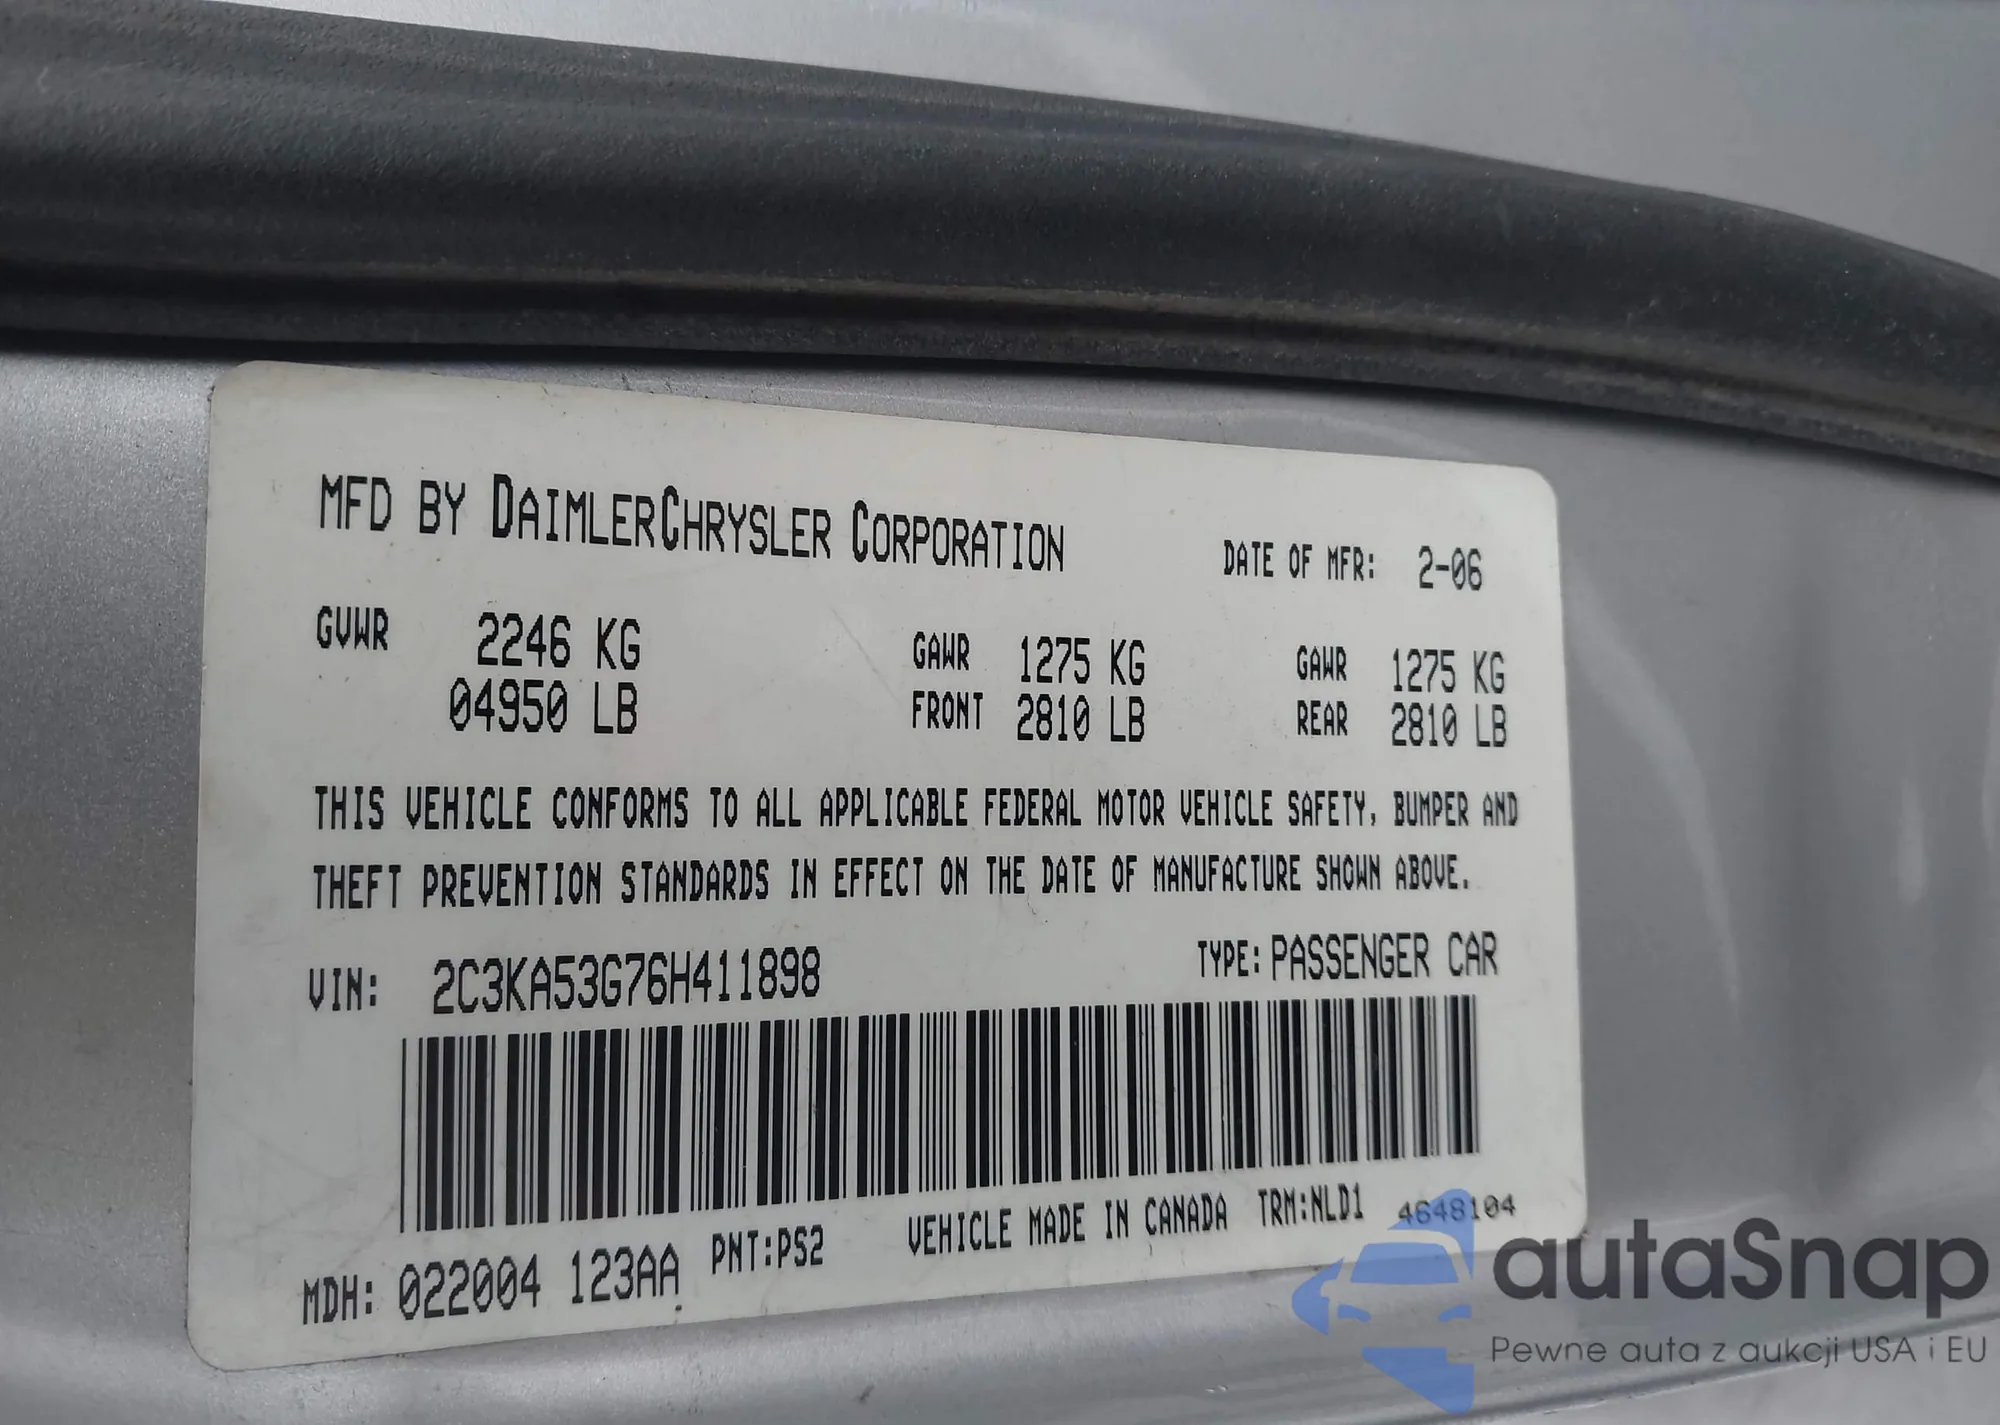 MFD BY DAIMLERCHRYSLER CORPORATION DATE OF MFR: 2-06
GVWR 2246 KG GAWR 1275 KG GAWR 1275 KG
04950 LB FRONT 2810 LB REAR 2810 LB
THIS VEHICLE CONFORMS TO ALL APPLICABLE FEDERAL MOTOR VEHICLE SAFETY, BUMPER AND
THEFT PREVENTION STANDARDS IN EFFECT ON THE DATE OF MANUFACTURE SHOWN ABOVE.
VIN: 2C3KA53G76H411898 TYPE: PASSENGER CAR
MDH: 022004 123AA PNT:PS2 VEHICLE MADE IN CANADA TRM:NLD1 4648104
autaSnap
Pewne auta z aukcji USA i EU